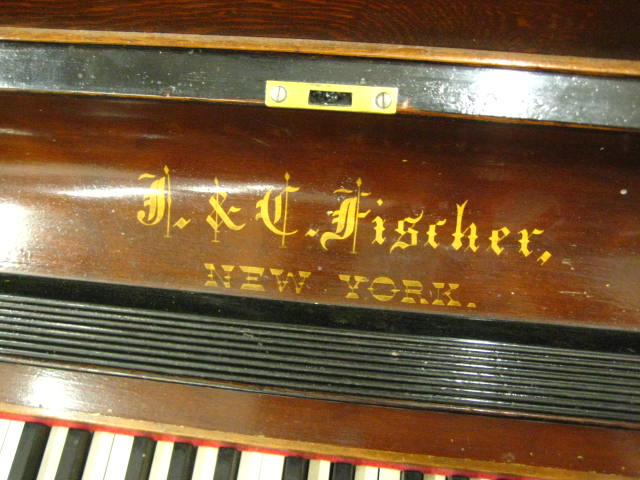 J. & C. Fischer,
NEW YORK.